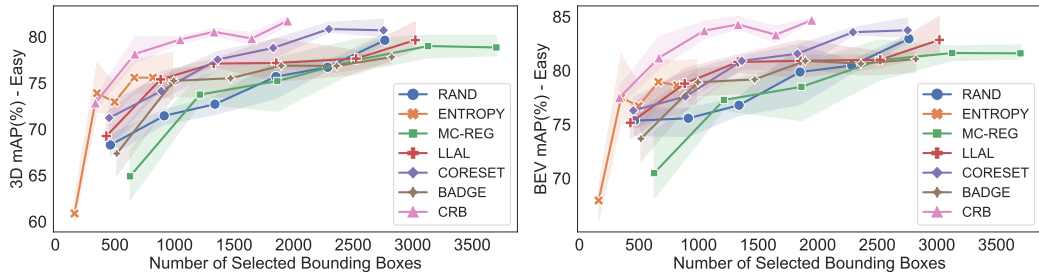 3D mAP(%) - Easy
80
75
70
65
60
0 500 1000 1500 2000 2500 3000 3500
Number of Selected Bounding Boxes
RAND
ENTROPY
MC-REG
LLAL
CORESET
BADGE
CRB
BEV mAP(%) - Easy
85
80
75
70
0 500 1000 1500 2000 2500 3000 3500
Number of Selected Bounding Boxes
RAND
ENTROPY
MC-REG
LLAL
CORESET
BADGE
CRB